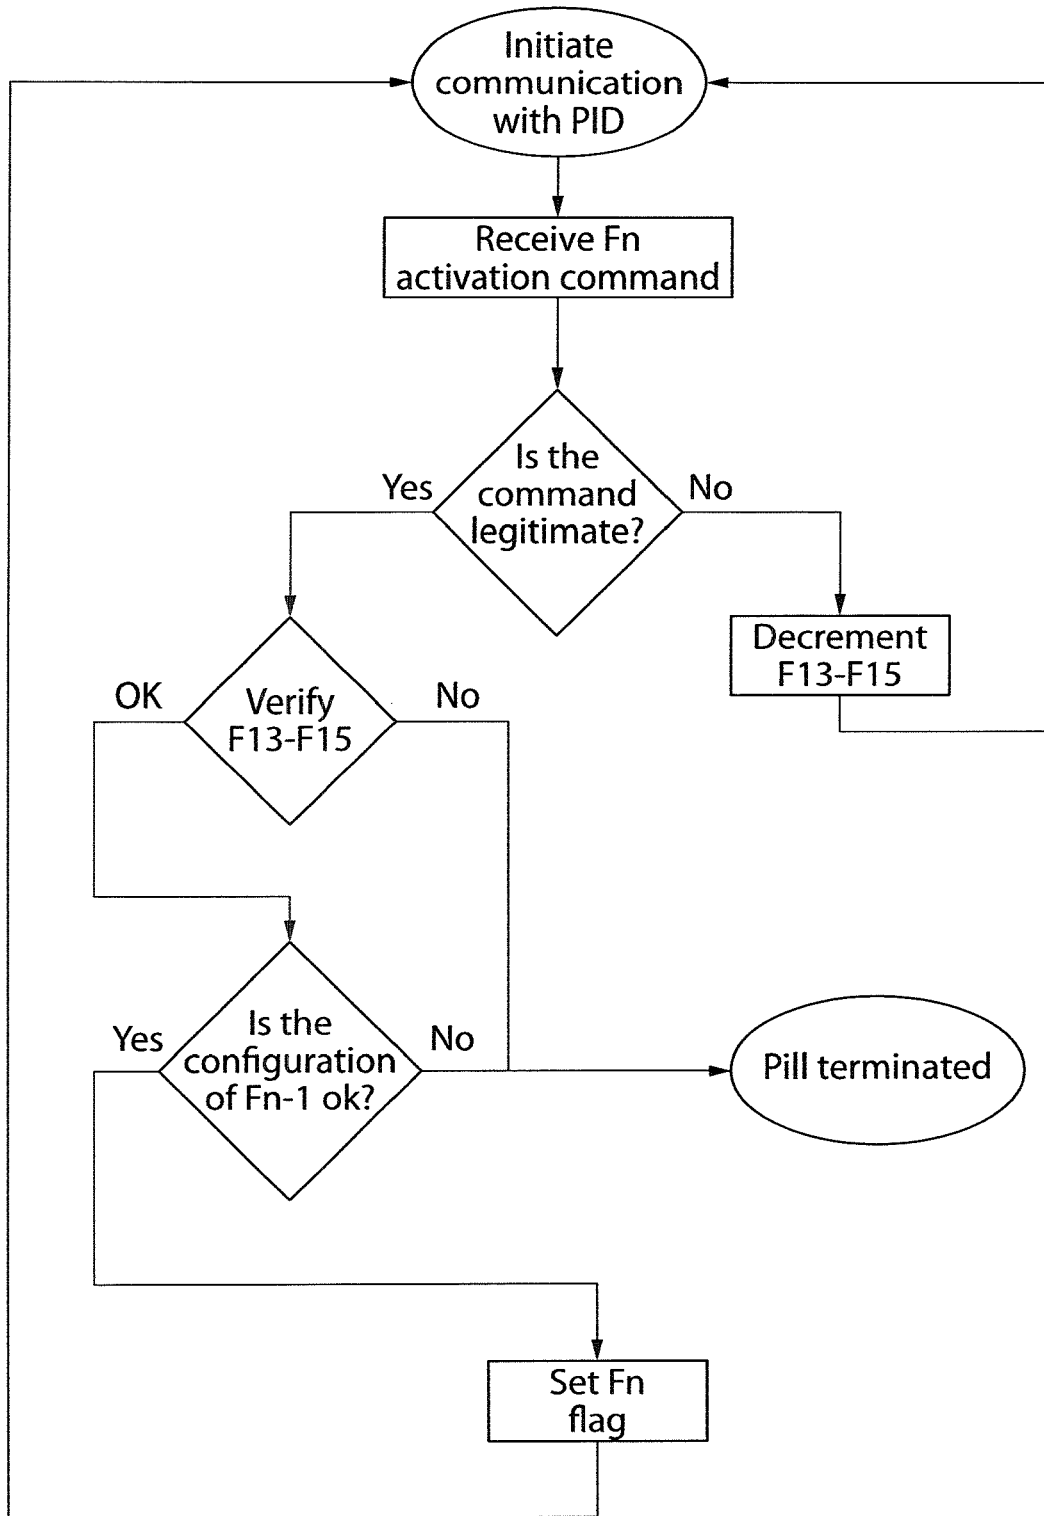 Initiate
communication
with PID
Receive Fn
activation command
Is the
command
legitimate?
Yes
No
Decrement
F13-F15
Verify
F13-F15
OK
No
Is the
configuration
of Fn-1 ok?
Yes
No
Pill terminated
Set Fn
flag